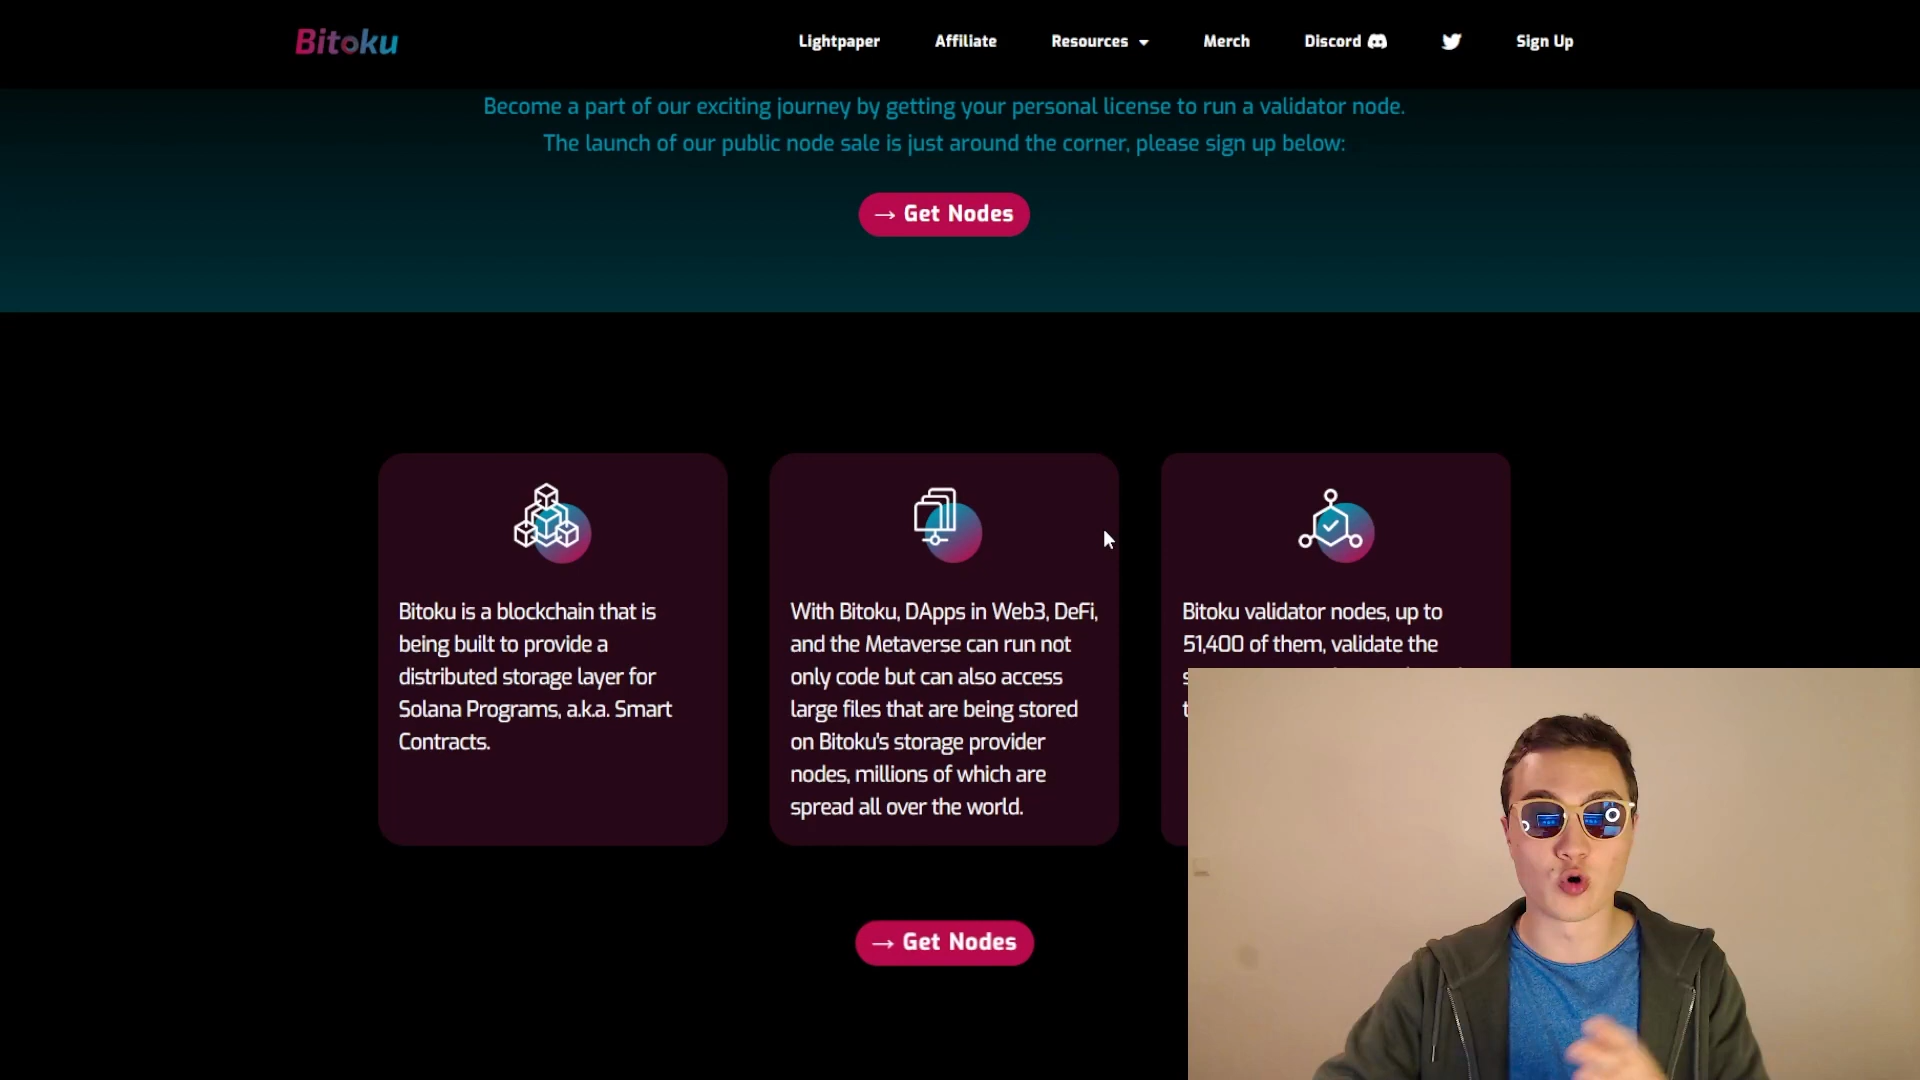 Bitoku
Lightpaper
Affiliate
Resources
Merch
Discord
Sign Up
Become a part of our exciting journey by getting your personal license to run a validator node.
The launch of our public node sale is just around the corner, please sign up below:
→ Get Nodes
Bitoku is a blockchain that is
being built to provide a
distributed storage layer for
Solana Programs, a.k.a. Smart
Contracts.
With Bitoku, DApps in Web3, DeFi,
and the Metaverse can run not
only code but can also access
large files that are being stored
on Bitoku's storage provider
nodes, millions of which are
spread all over the world.
Bitoku validator nodes, up to
51,400 of them, validate the
→ Get Nodes